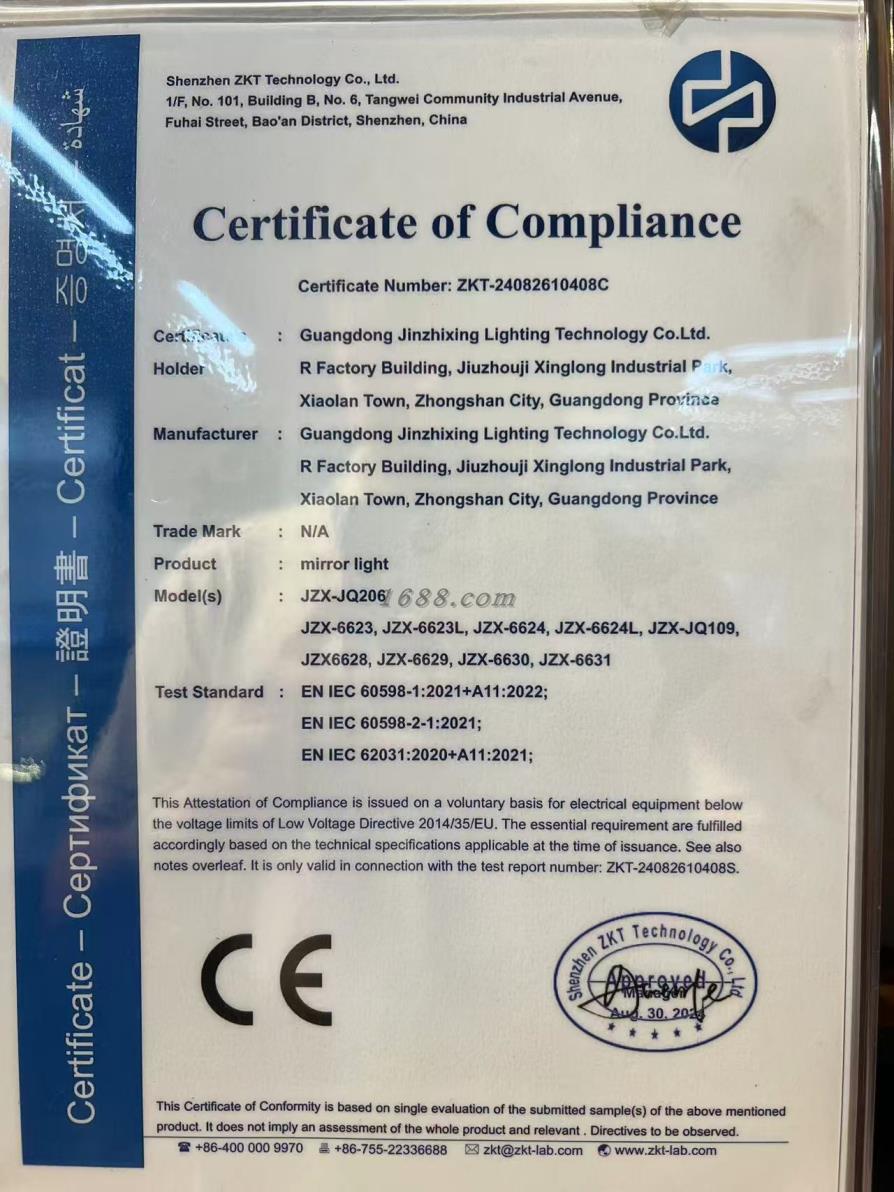 Shenzhen ZKT Technology Co., Ltd.
1/F, No. 101, Building B, No. 6, Tangwei Community Industrial Avenue,
Fuhai Street, Bao'an District, Shenzhen, China
Certificate of Compliance
Certificate Number: ZKT-24082610408C
Certificate : Guangdong Jinzhixing Lighting Technology Co.Ltd.
Holder R Factory Building, Jiuzhouji Xinglong Industrial Park,
Xiaolan Town, Zhongshan City, Guangdong Province
Manufacturer : Guangdong Jinzhixing Lighting Technology Co.Ltd.
R Factory Building, Jiuzhouji Xinglong Industrial Park,
Xiaolan Town, Zhongshan City, Guangdong Province
Trade Mark : N/A
Product : mirror light
Model(s) : JZX-JQ206
1688.com
JZX-6623, JZX-6623L, JZX-6624, JZX-6624L, JZX-JQ109,
JZX6628, JZX-6629, JZX-6630, JZX-6631
Test Standard : EN IEC 60598-1:2021+A11:2022;
EN IEC 60598-2-1:2021;
EN IEC 62031:2020+A11:2021;
This Attestation of Compliance is issued on a voluntary basis for electrical equipment below
the voltage limits of Low Voltage Directive 2014/35/EU. The essential requirement are fulfilled
accordingly based on the technical specifications applicable at the time of issuance. See also
notes overleaf. It is only valid in connection with the test report number: ZKT-24082610408S.
CE
Shenzhen ZKT Technology Co., Ltd
Approved
Manager
Aug. 30. 2024
This Certificate of Conformity is based on single evaluation of the submitted sample(s) of the above mentioned
product. It does not imply an assessment of the whole product and relevant . Directives to be observed.
+86-400 000 9970 +86-755-22336688 zkt@zkt-lab.com www.zkt-lab.com
Certificate – Сертификат – 證明書 – Certificat – 증명서 – شهادة